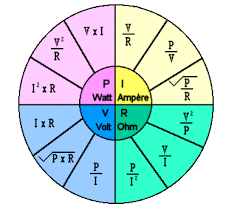 V x I
V/R
V²/R
P/V
I² x R
P
Watt
I
Ampère
√P/R
I x R
V
Volt
R
Ohm
V²/P
√P x R
V/I
P/I
P/I²